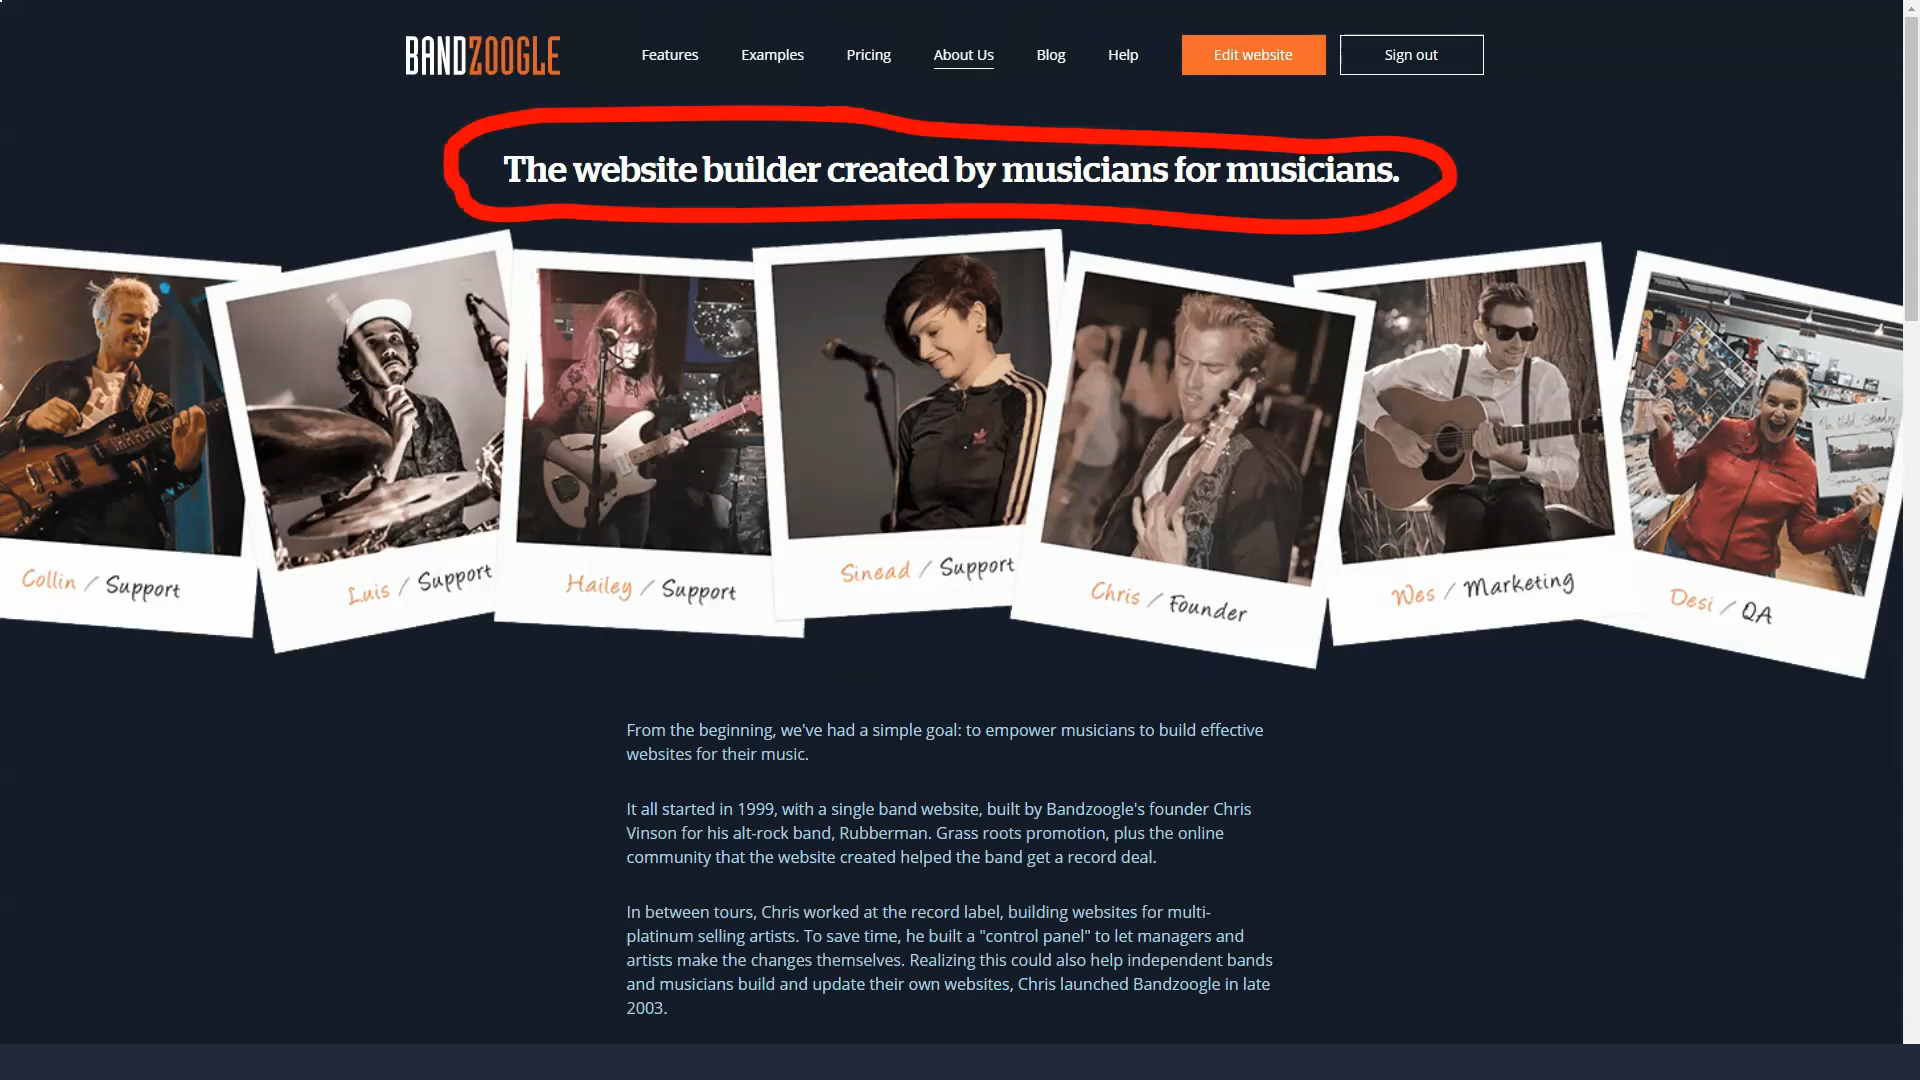 BANDZOOGLE
Features
Examples
Pricing
About Us
Blog
Help
Edit website
Sign out
The website builder created by musicians for musicians.
Collin / Support
Luis / Support
Hailey / Support
Sinead / Support
Chris / Founder
Wes / Marketing
Desi / QA
From the beginning, we've had a simple goal: to empower musicians to build effective
websites for their music.
It all started in 1999, with a single band website, built by Bandzoogle's founder Chris
Vinson for his alt-rock band, Rubberman. Grass roots promotion, plus the online
community that the website created helped the band get a record deal.
In between tours, Chris worked at the record label, building websites for multi-
platinum selling artists. To save time, he built a "control panel" to let managers and
artists make the changes themselves. Realizing this could also help independent bands
and musicians build and update their own websites, Chris launched Bandzoogle in late
2003.